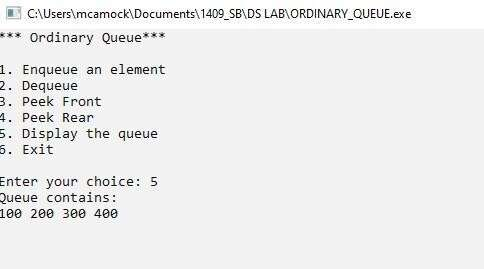 C:\Users\mcamock\Documents\1409_SB\DS LAB\ORDINARY_QUEUE.exe
*** Ordinary Queue***
1. Enqueue an element
2. Dequeue
3. Peek Front
4. Peek Rear
5. Display the queue
6. Exit
Enter your choice: 5
Queue contains:
100 200 300 400